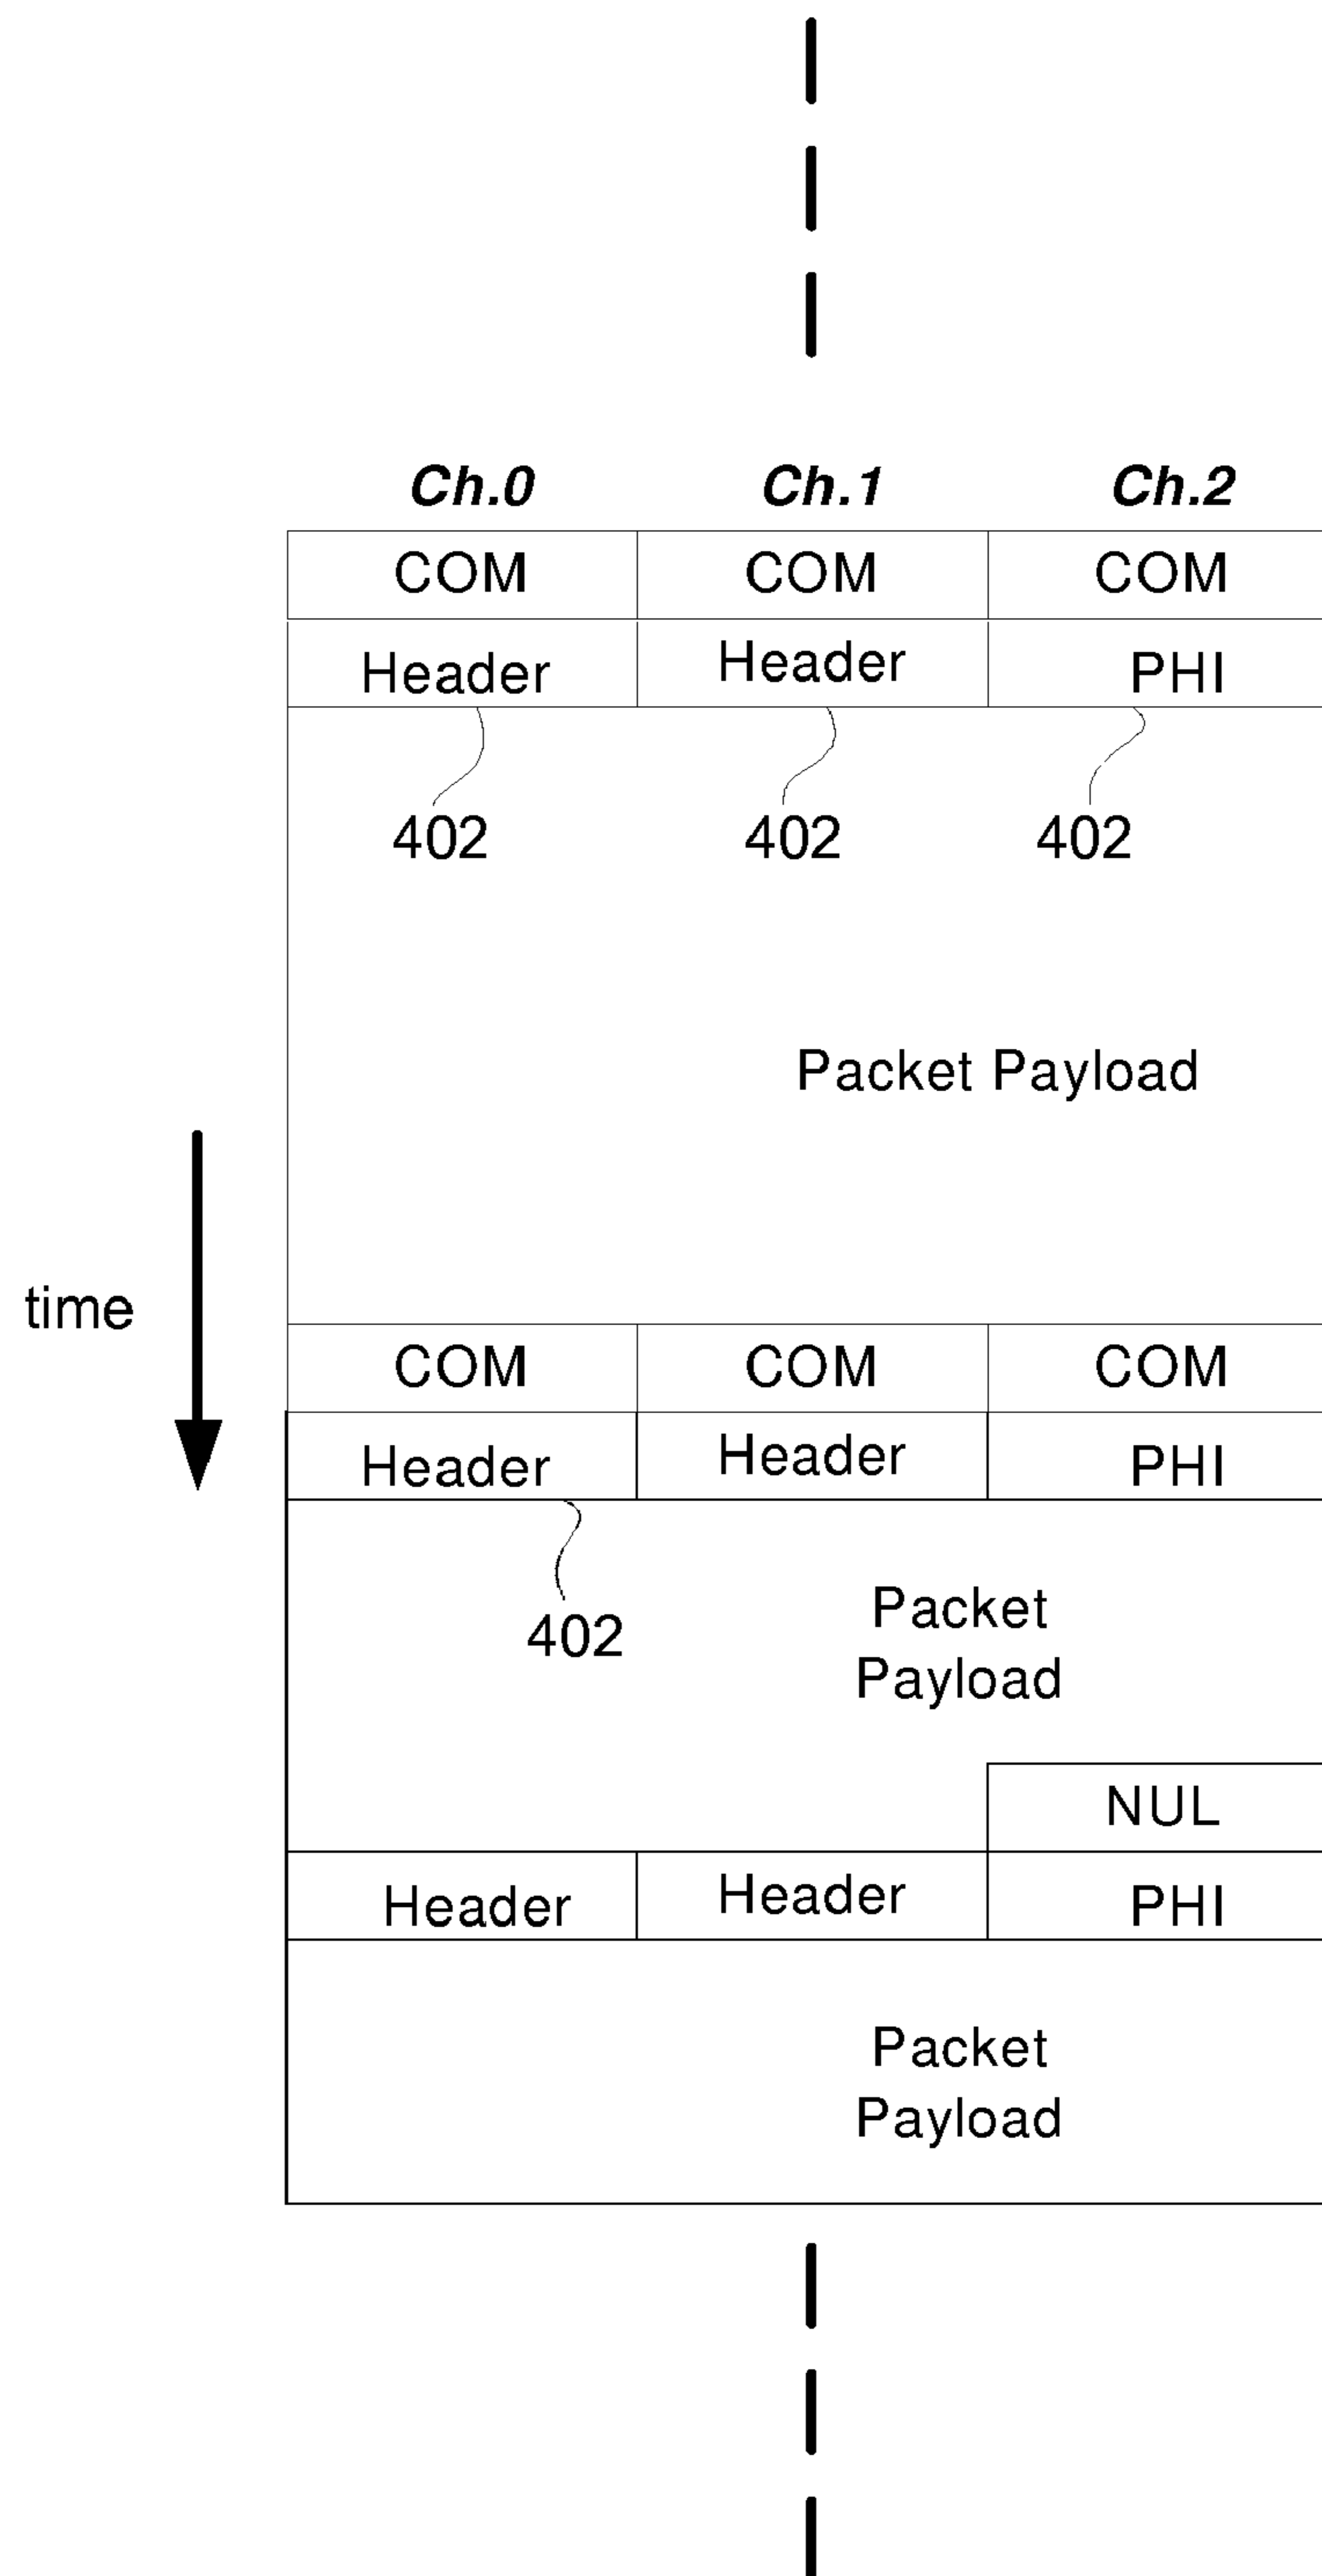 Ch.0 Ch.1 Ch.2
COM COM COM
Header Header PHI
402 402 402
Packet Payload
time
COM COM COM
Header Header PHI
402
Packet
Payload
NUL
Header Header PHI
Packet
Payload